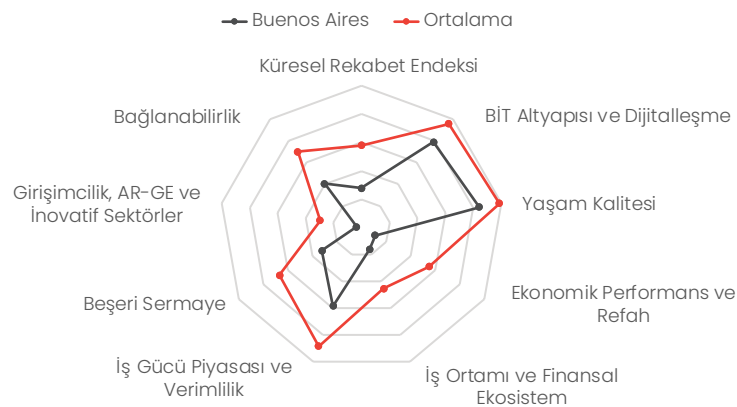 Buenos Aires
Ortalama
Küresel Rekabet Endeksi
BİT Altyapısı ve Dijitalleşme
Yaşam Kalitesi
Ekonomik Performans ve
Refah
İş Ortamı ve Finansal
Ekosistem
İş Gücü Piyasası ve
Verimlilik
Beşeri Sermaye
Girişimcilik, AR-GE ve
İnovatif Sektörler
Bağlanabilirlik